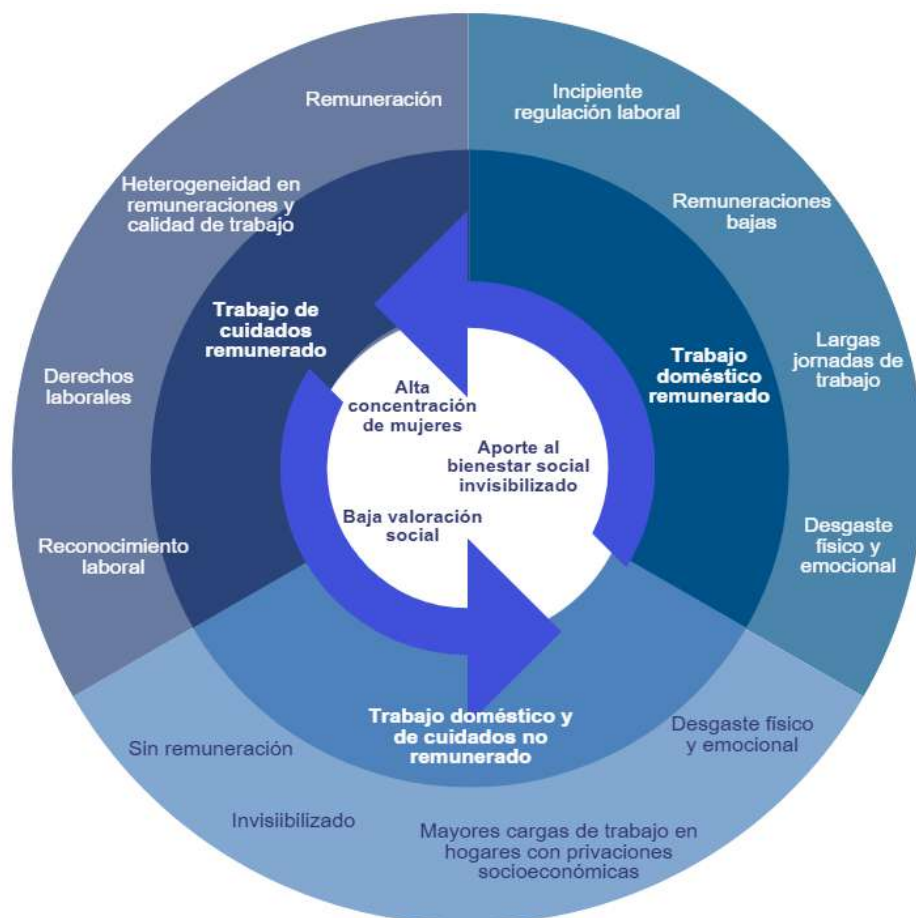 Remuneración
Heterogeneidad en
remuneraciones y
calidad de trabajo
Derechos
laborales
Reconocimiento
laboral
Trabajo de
cuidados
remunerado
Incipiente
regulación laboral
Remuneraciones
bajas
Largas
jornadas de
trabajo
Desgaste
físico y
emocional
Trabajo
doméstico
remunerado
Alta
concentración
de mujeres
Aporte al
bienestar social
invisibilizado
Baja valoración
social
Trabajo doméstico y
de cuidados no
remunerado
Sin remuneración
Invisiibilizado
Mayores cargas de trabajo en
hogares con privaciones
socioeconómicas
Desgaste físico
y emocional